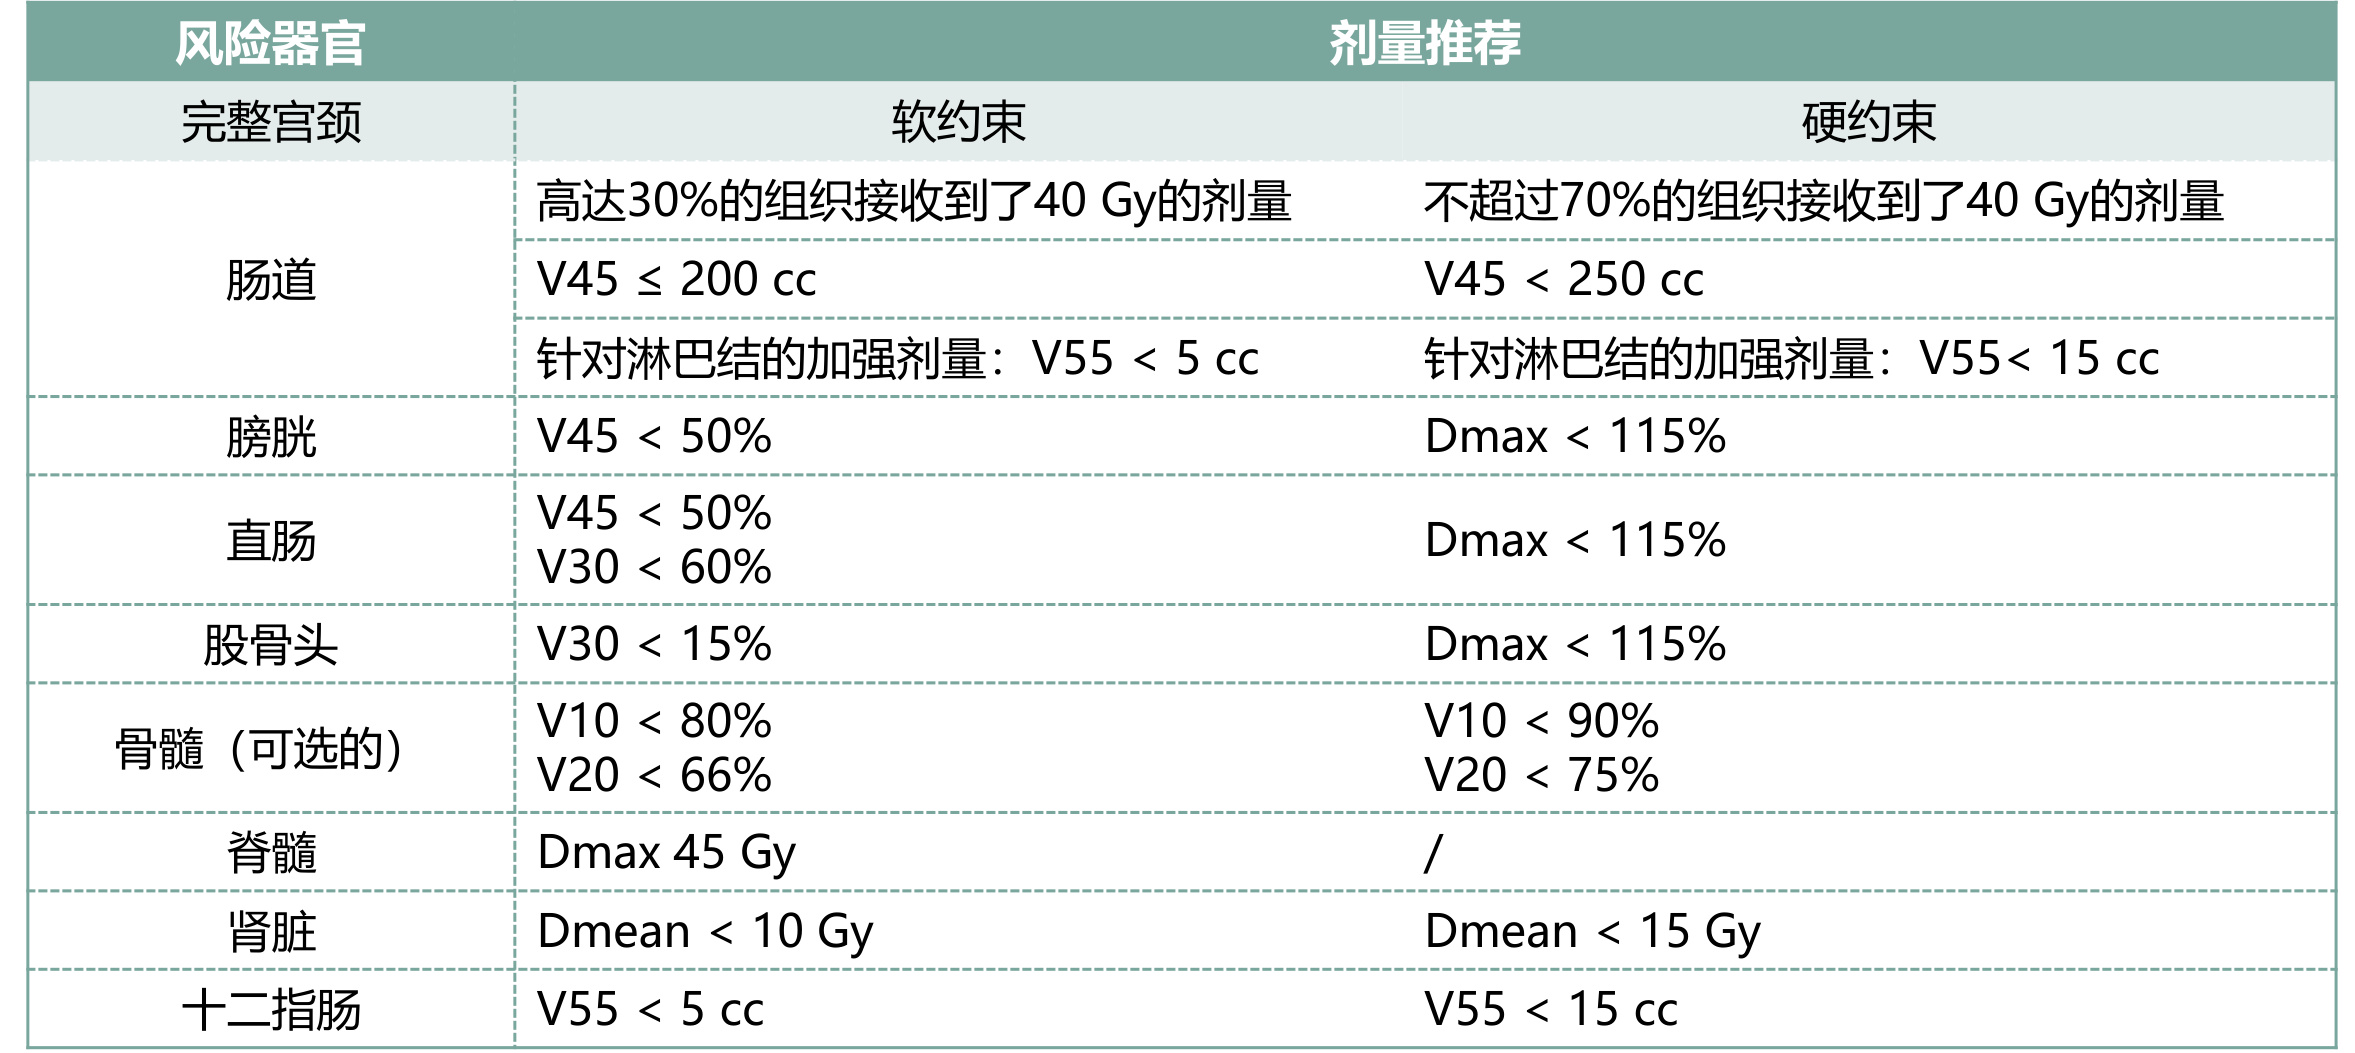 风险器官 剂量推荐
完整宫颈 软约束 硬约束
高达30%的组织接收到了40 Gy的剂量 不超过70%的组织接收到了40 Gy的剂量
肠道 V45 ≤ 200 cc V45 < 250 cc
针对淋巴结的加强剂量：V55 < 5 cc 针对淋巴结的加强剂量：V55< 15 cc
膀胱 V45 < 50% Dmax < 115%
直肠 V45 < 50% Dmax < 115%
V30 < 60%
股骨头 V30 < 15% Dmax < 115%
骨髓（可选的） V10 < 80% V10 < 90%
V20 < 66% V20 < 75%
脊髓 Dmax 45 Gy /
肾脏 Dmean < 10 Gy Dmean < 15 Gy
十二指肠 V55 < 5 cc V55 < 15 cc